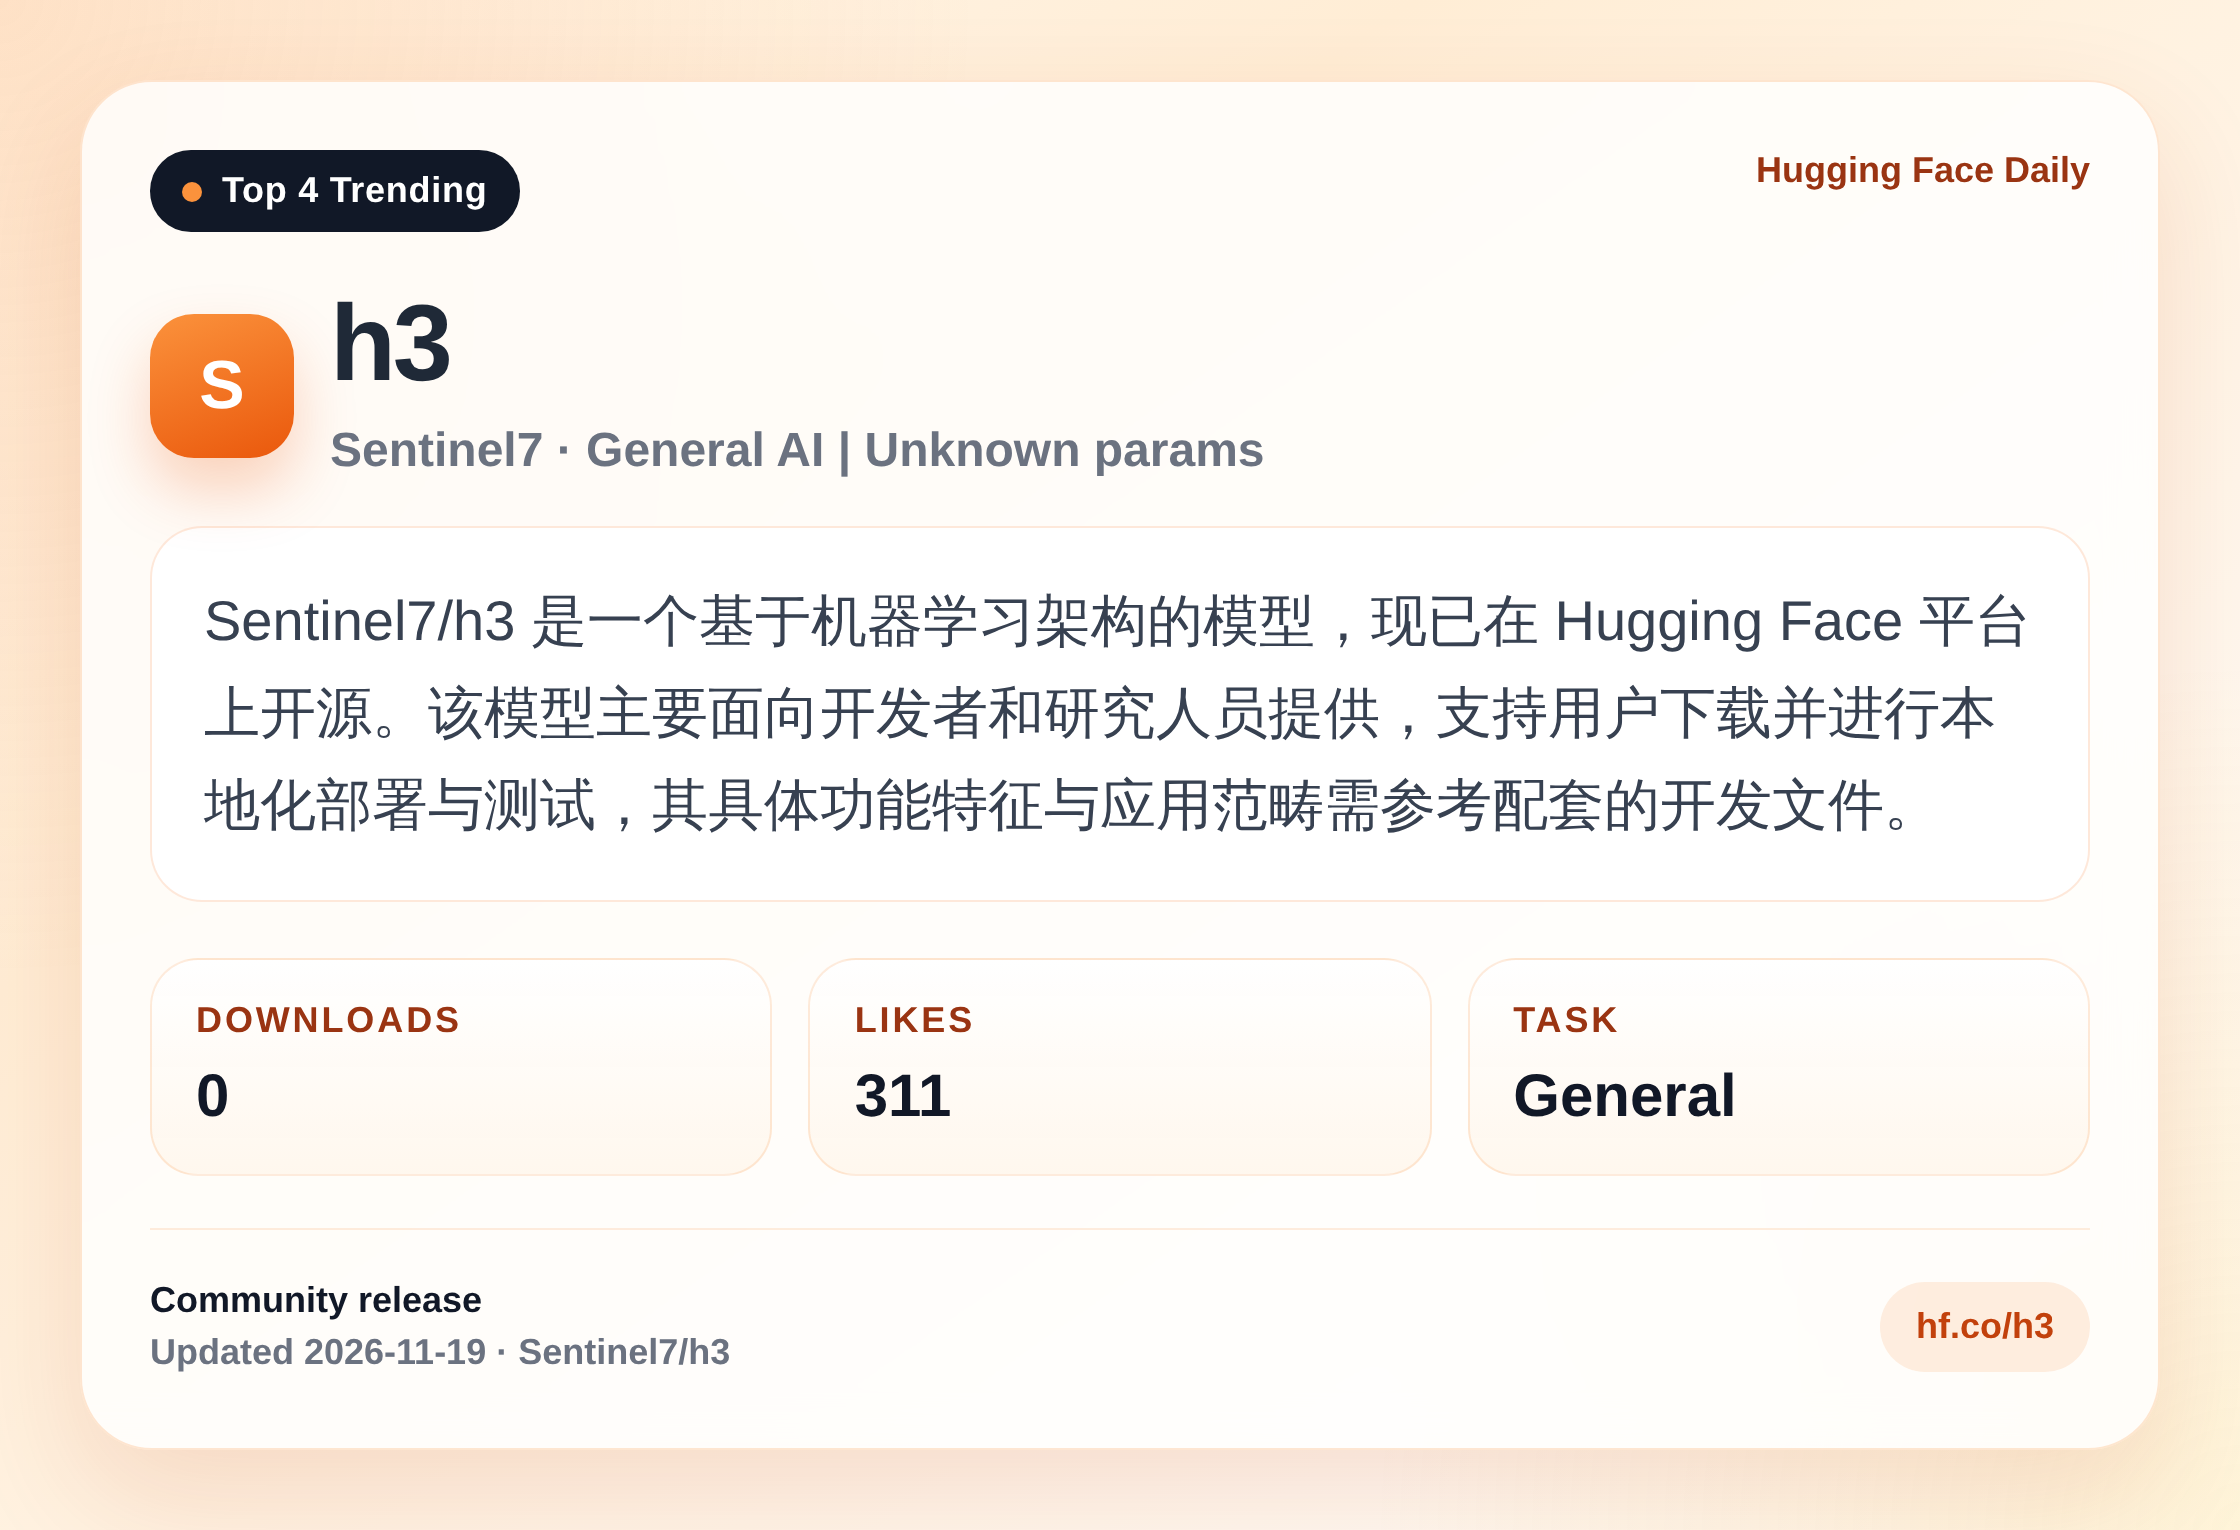 Top 4 Trending
Hugging Face Daily
S
h3
Sentinel7 · General AI | Unknown params
Sentinel7/h3 是一个基于机器学习架构的模型，现已在 Hugging Face 平台
上开源。该模型主要面向开发者和研究人员提供，支持用户下载并进行本
地化部署与测试，其具体功能特征与应用范畴需参考配套的开发文件。
DOWNLOADS
0
LIKES
311
TASK
General
Community release
Updated 2026-11-19 · Sentinel7/h3
hf.co/h3